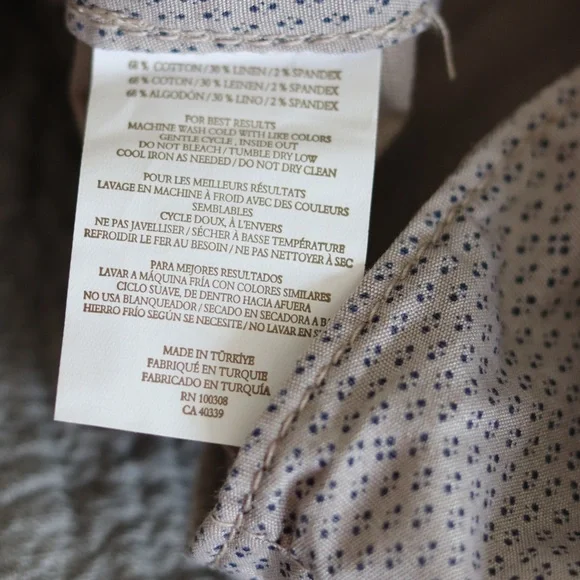 68 % COTTON/30 % LINEN/2 % SPANDEX
68 % COTON/30 % LEINEN/2 % SPANDEX
68 % ALGODÓN/30 % LINO/2 % SPANDEX
FOR BEST RESULTS
MACHINE WASH COLD WITH LIKE COLORS
GENTLE CYCLE, INSIDE OUT
DO NOT BLEACH/TUMBLE DRY LOW
COOL IRON AS NEEDED/DO NOT DRY CLEAN
POUR LES MEILLEURS RÉSULTATS
LAVAGE EN MACHINE À FROID AVEC DES COULEURS
SEMBLABLES
CYCLE DOUX, À L'ENVERS
NE PAS JAVELLISER/SÉCHER À BASSE TEMPÉRATURE
REFROIDIR LE FER AU BESOIN/NE PAS NETTOYER À SEC
PARA MEJORES RESULTADOS
LAVAR A MÁQUINA FRÍA CON COLORES SIMILARES
CICLO SUAVE, DE DENTRO HACIA AFUERA
NO USA BLANQUEADOR/SECADO EN SECADORA A
HIERRO FRÍO SEGÚN SE NECESITE/NO LAVAR EN
MADE IN TÜRKİYE
FABRIQUÉ EN TURQUIE
FABRICADO EN TURQUÍA
RN 100308
CA 40339